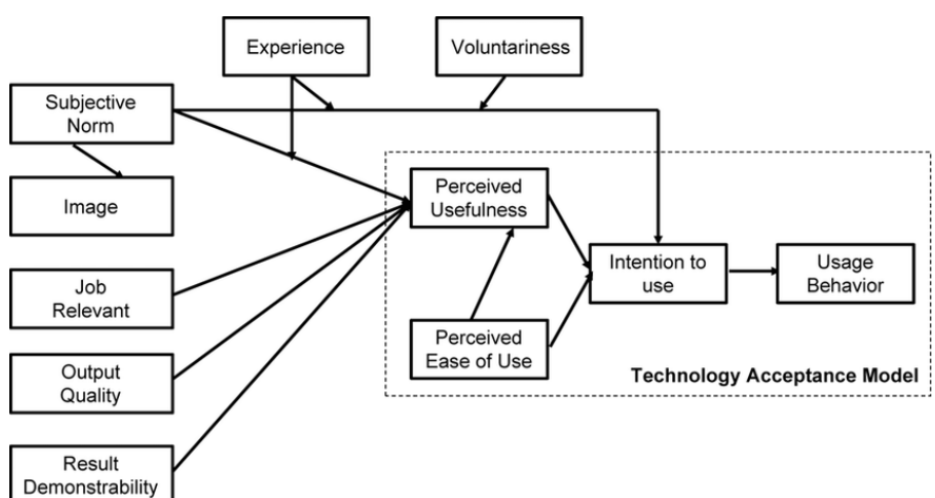 Experience
Voluntariness
Subjective
Norm
Image
Perceived
Usefulness
Job
Relevant
Intention to
use
Usage
Behavior
Perceived
Ease of Use
Output
Quality
Technology Acceptance Model
Result
Demonstrability